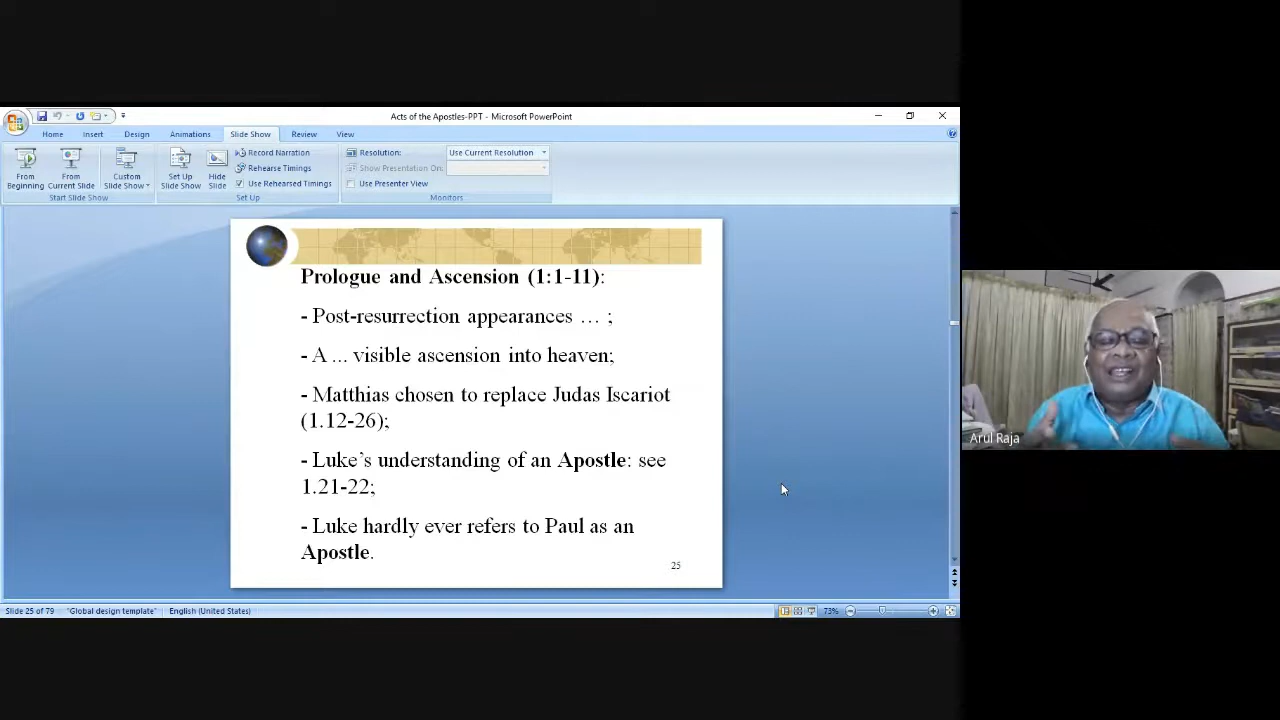 Acts of the Apostles-PPT - Microsoft PowerPoint
Home Insert Design Animations Slide Show Review View
From Beginning
From Current Slide
Custom Slide Show
Start Slide Show
Set Up Slide Show
Hide Slide
Record Narration
Rehearse Timings
Use Rehearsed Timings
Set Up
Resolution: Use Current Resolution
Show Presentation On:
Use Presenter View
Monitors
Prologue and Ascension (1:1-11):
- Post-resurrection appearances … ;
- A ... visible ascension into heaven;
- Matthias chosen to replace Judas Iscariot
(1.12-26);
- Luke’s understanding of an Apostle: see
1.21-22;
- Luke hardly ever refers to Paul as an
Apostle.
25
Arul Raja
Slide 25 of 79 "Global design template" English (United States) 73%